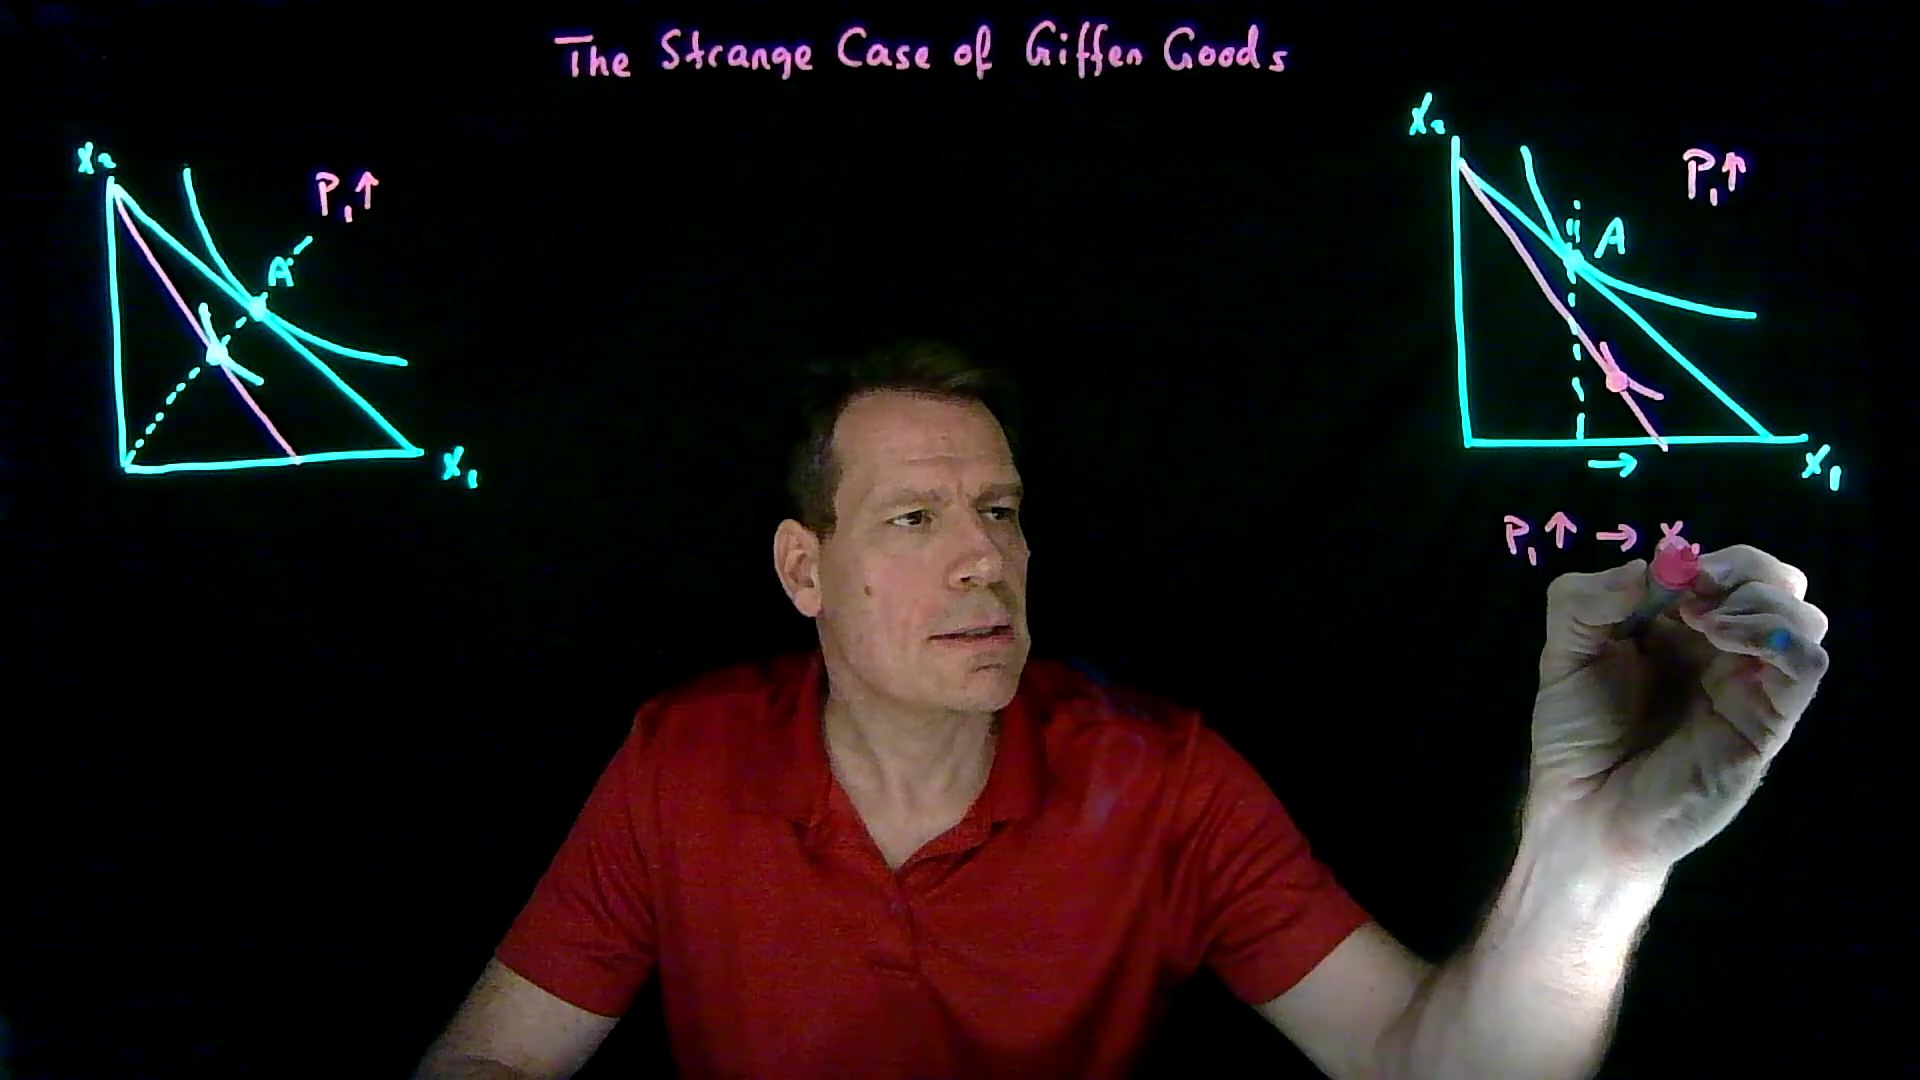 The Strange Case of Giffen Goods
x₂
P₁↑
A
x₁
x₂
P₁↑
A
→
x₁
P₁↑ → x₁